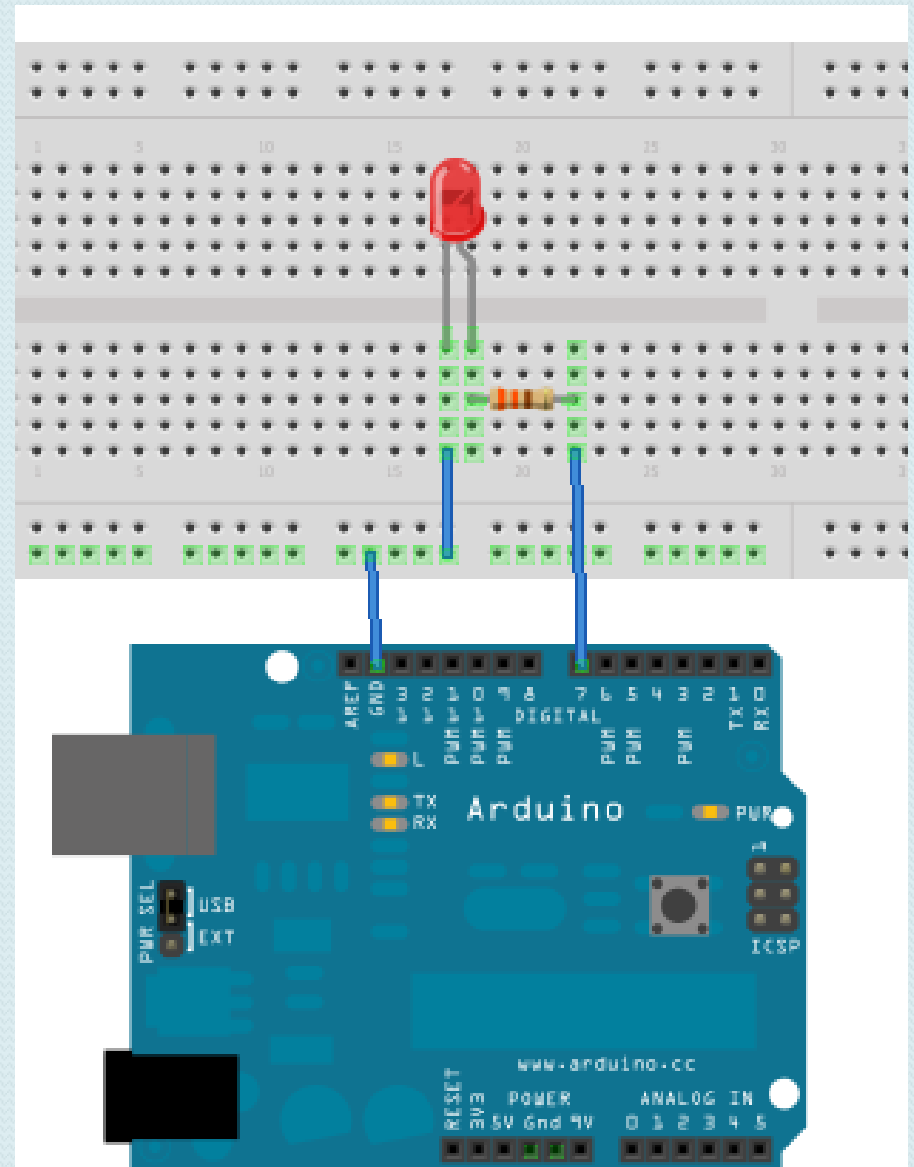 1 5 10 15 20 25 30
1 5 10 15 20 25 30
AREF GND 13 12 11 10 9 8 7 6 5 4 3 2 1 0
PWM PWM PWM DIGITAL PWM PWM PWM TX RX
L
TX
RX
Arduino
PWR
1
PWR SEL
USB
EXT
ICSP
www.arduino.cc
POWER ANALOG IN
RESET 3V3 5V Gnd 9V 0 1 2 3 4 5